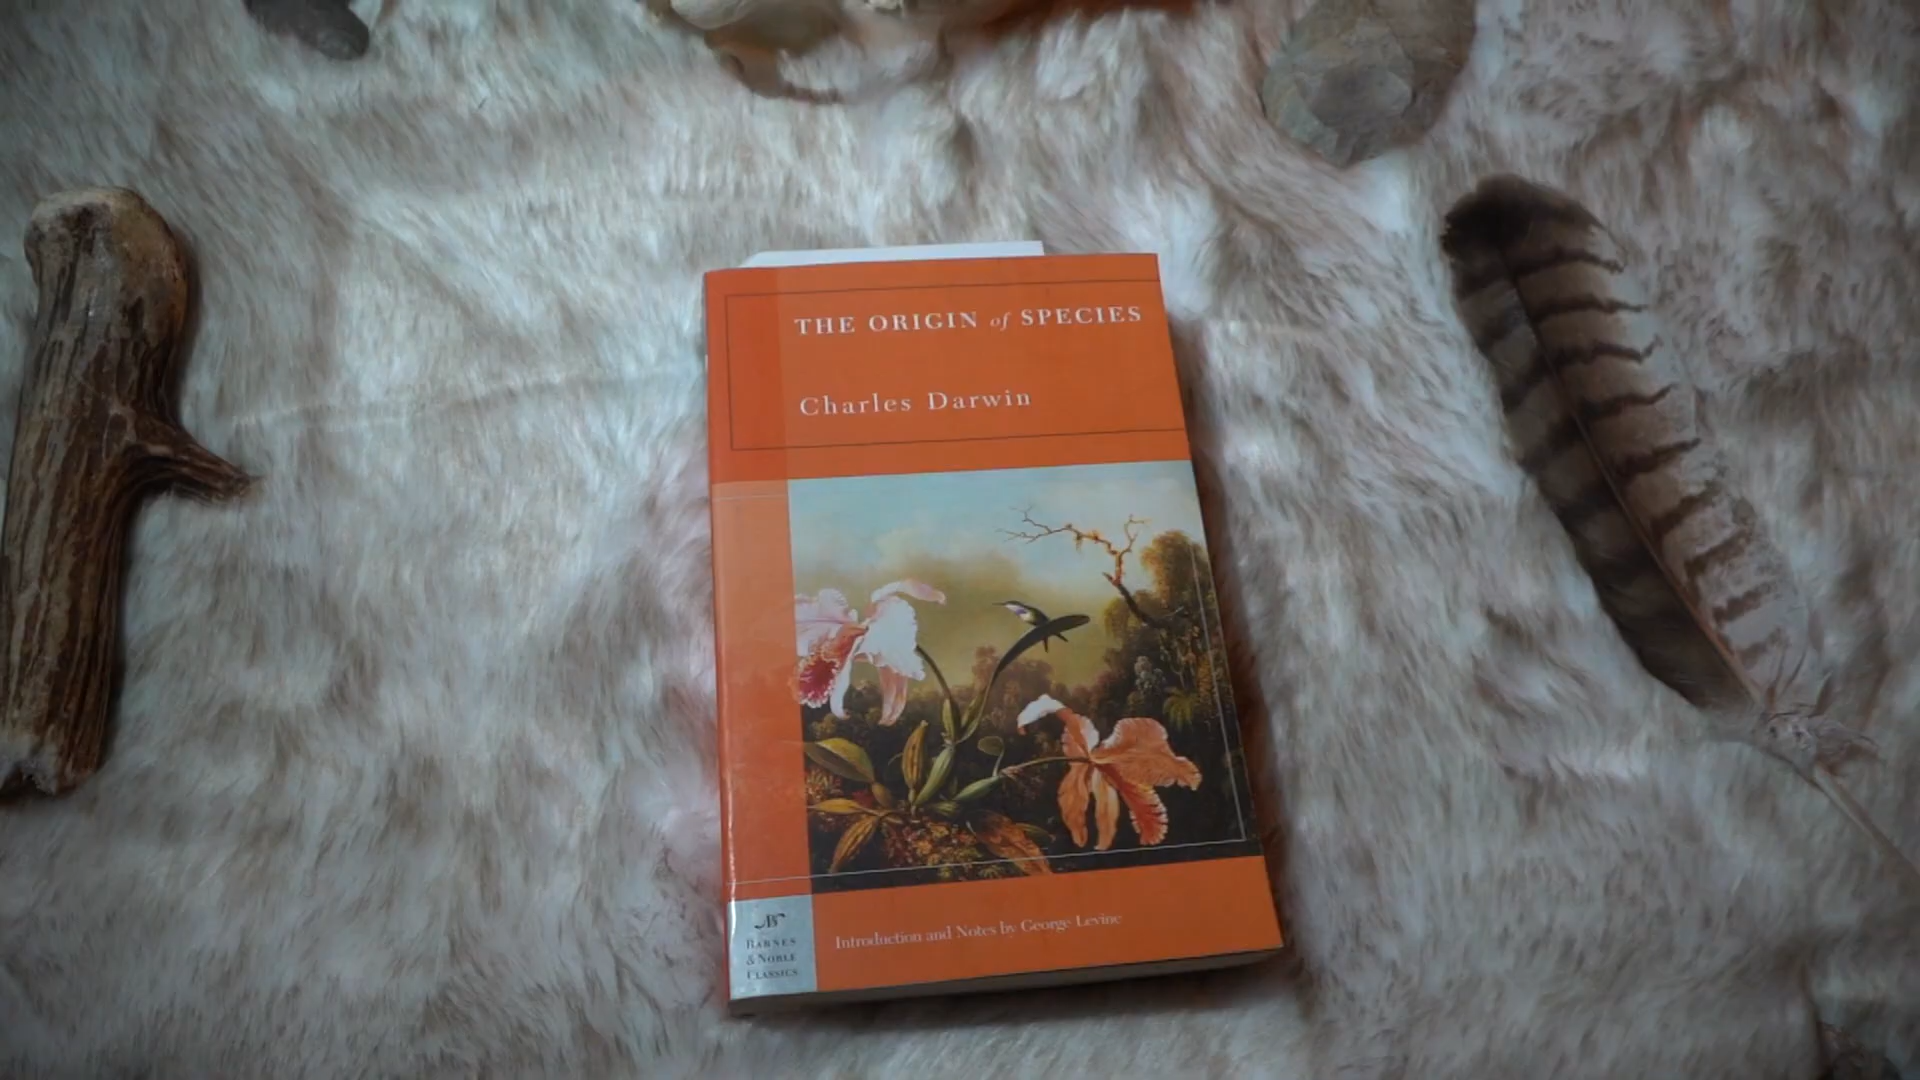 THE ORIGIN of SPECIES
Charles Darwin
B
BARNES
& NOBLE
CLASSICS
Introduction and Notes by George Levine